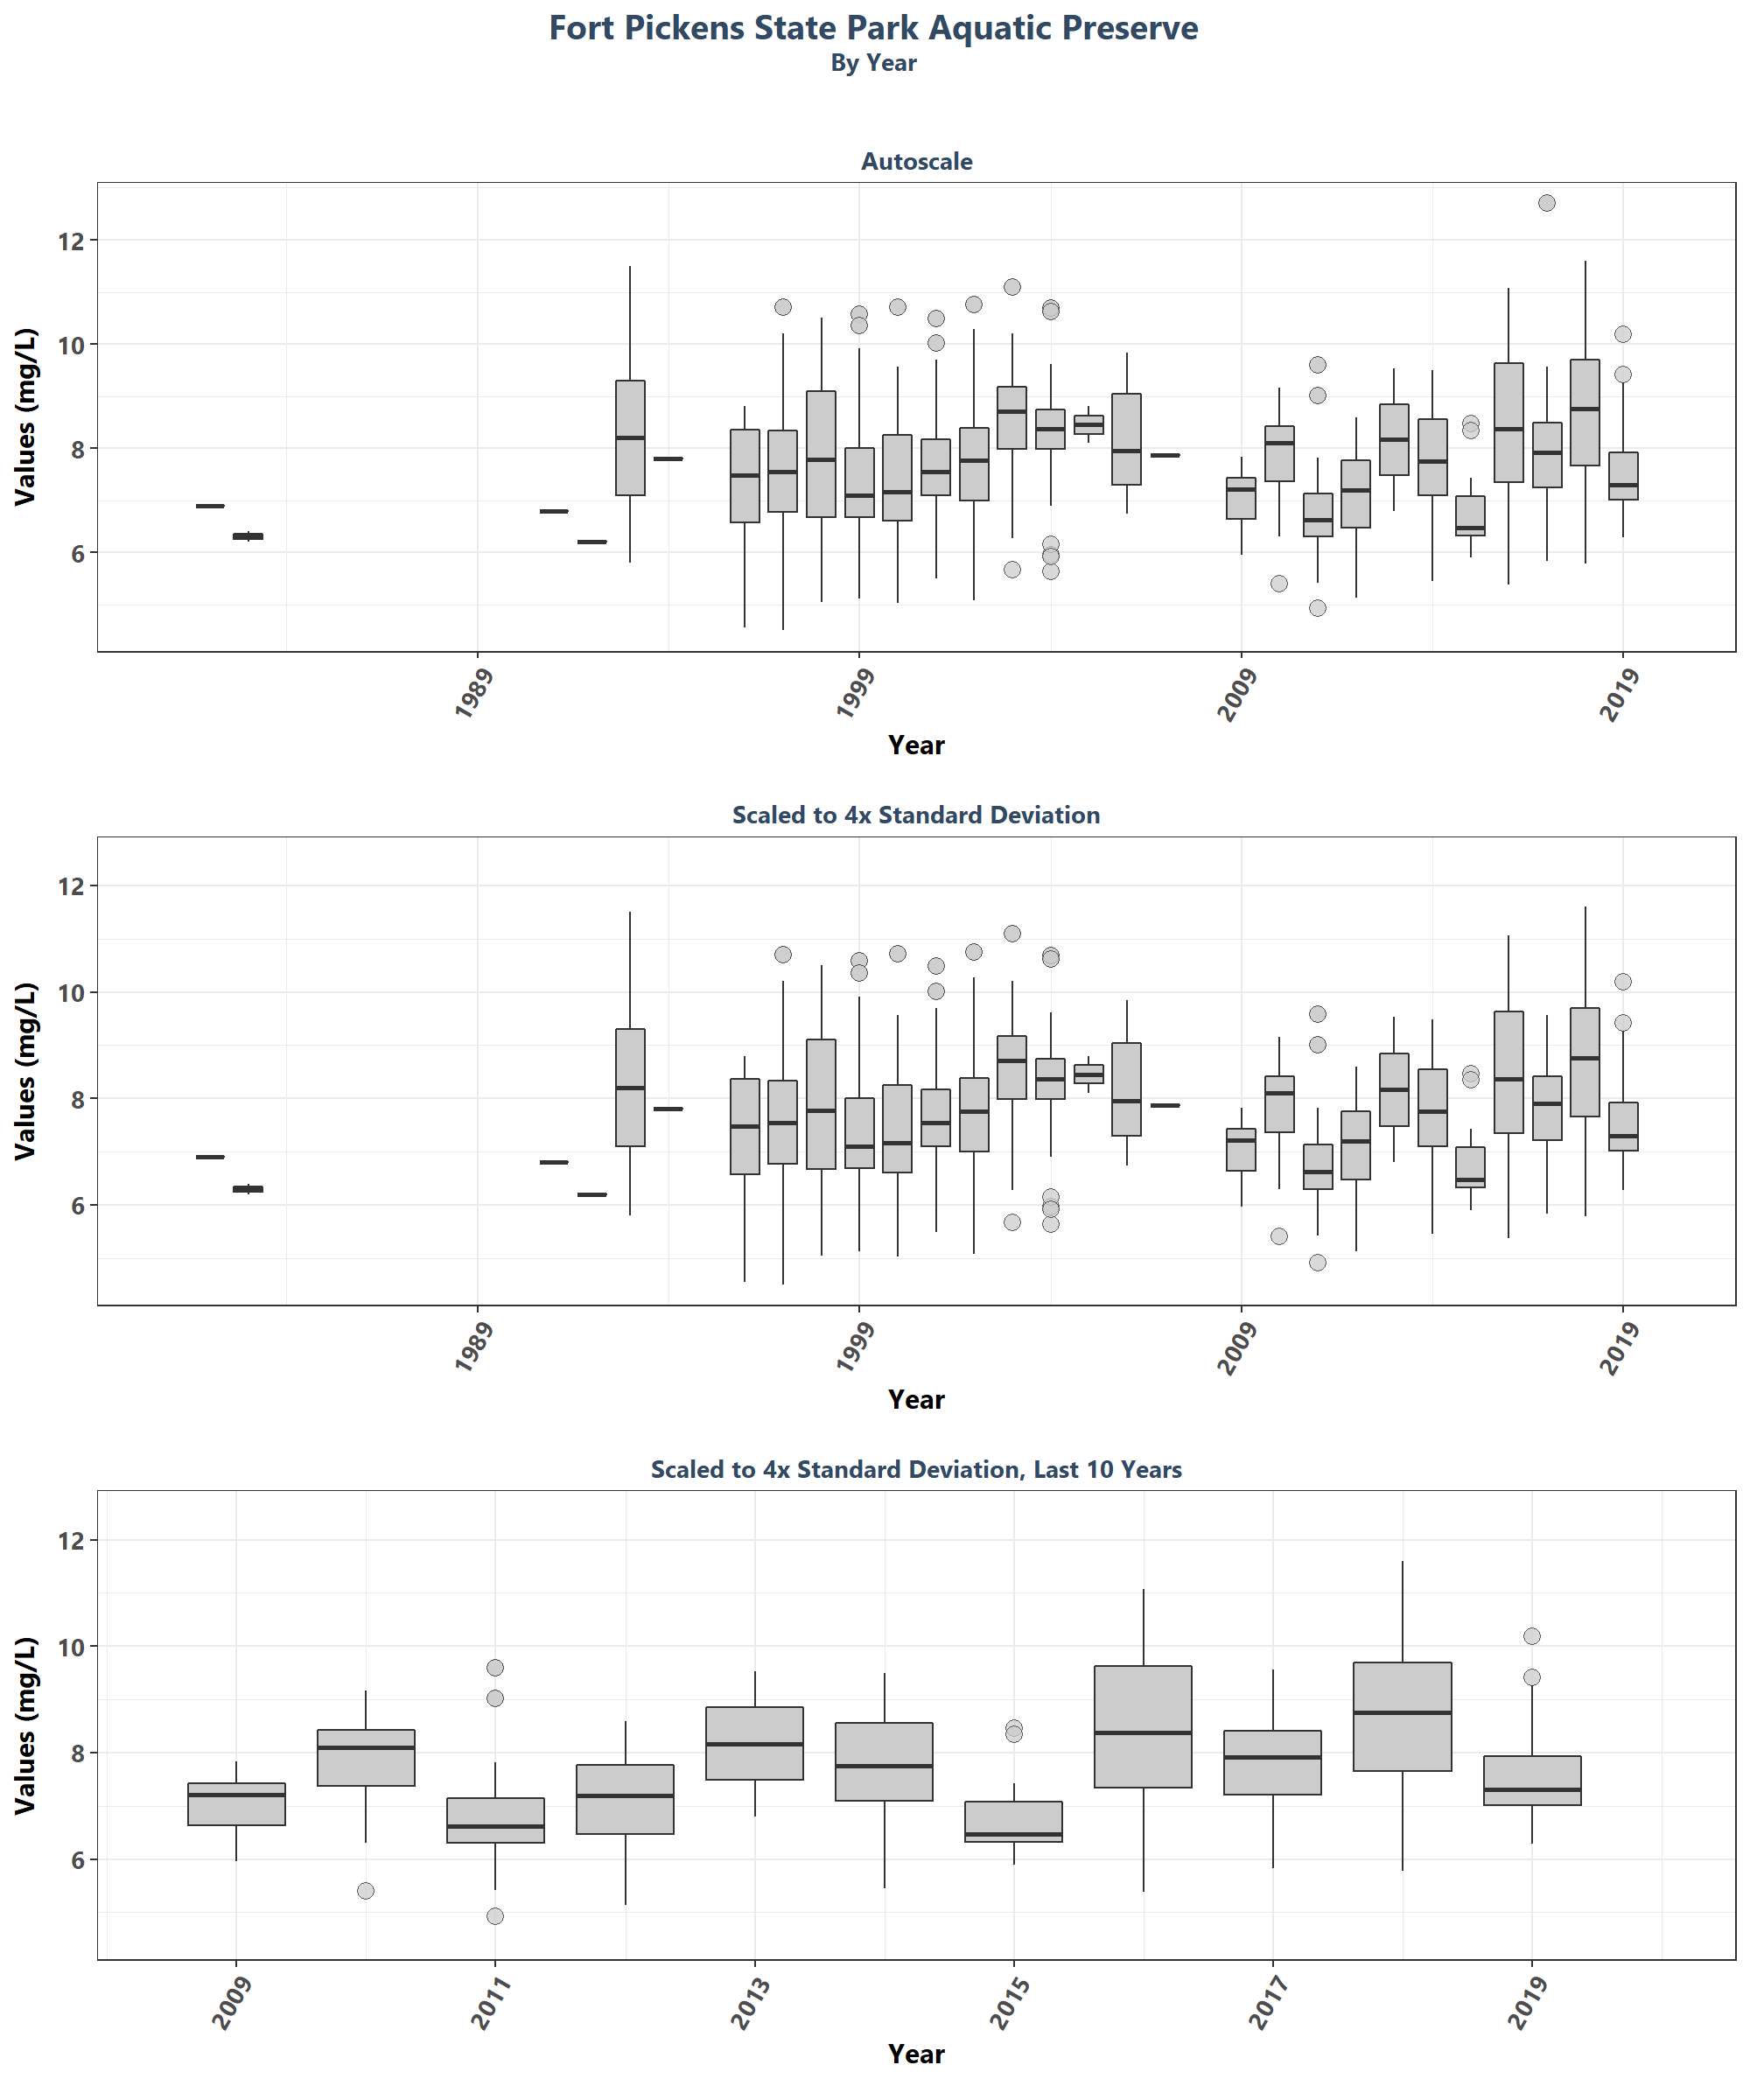 Fort Pickens State Park Aquatic Preserve
By Year
Autoscale
Values (mg/L)
12
10
8
6
1989
1999
2009
2019
Year
Scaled to 4x Standard Deviation
Values (mg/L)
12
10
8
6
1989
1999
2009
2019
Year
Scaled to 4x Standard Deviation, Last 10 Years
Values (mg/L)
12
10
8
6
2009
2011
2013
2015
2017
2019
Year